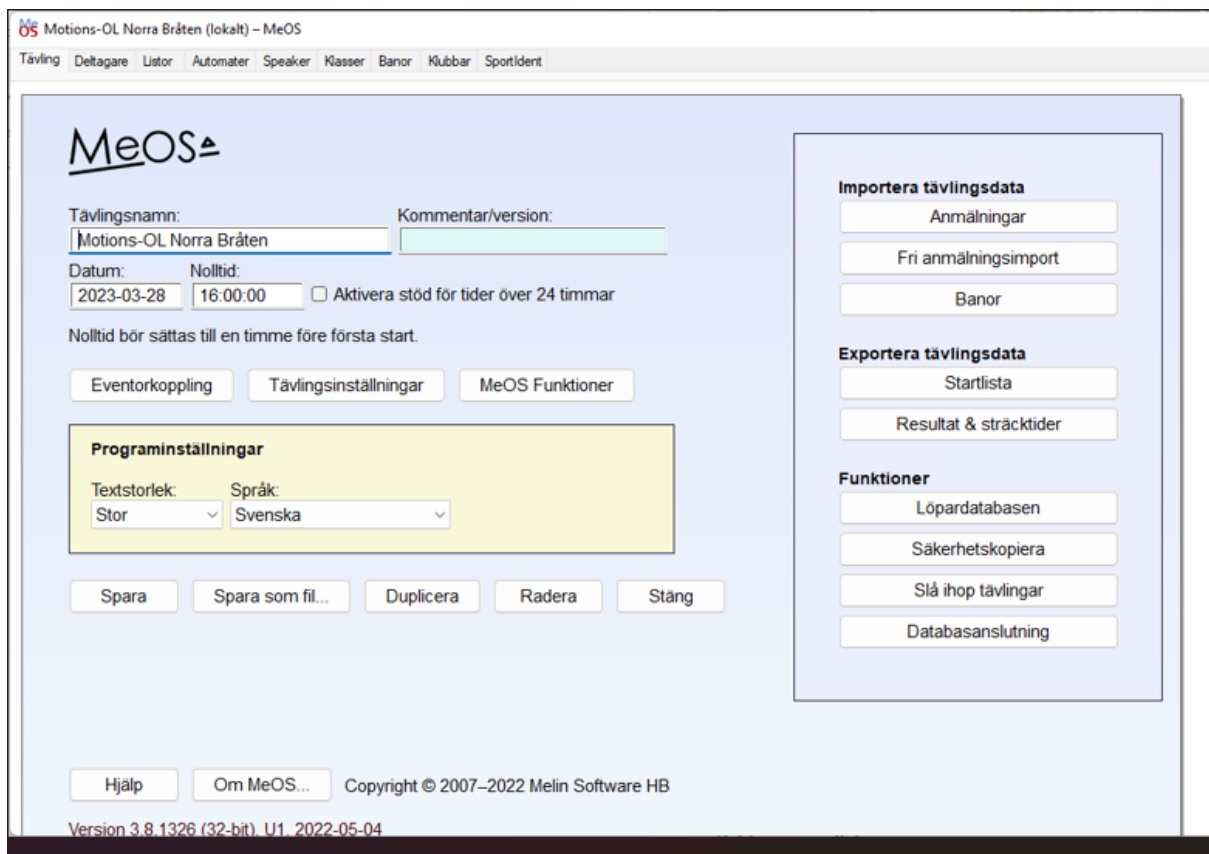 MeOS Motions-OL Norra Bråten (lokalt) – MeOS
Tävling Deltagare Listor Automater Speaker Klasser Banor Klubbar SportIdent
MeOS
Tävlingsnamn: Kommentar/version:
Motions-OL Norra Bråten
Datum: Nolltid:
2023-03-28 16:00:00 Aktivera stöd för tider över 24 timmar
Nolltid bör sättas till en timme före första start.
Eventorkoppling Tävlingsinställningar MeOS Funktioner
Programinställningar
Textstorlek: Språk:
Stor Svenska
Spara Spara som fil... Duplicera Radera Stäng
Importera tävlingsdata
Anmälningar
Fri anmälningsimport
Banor
Exportera tävlingsdata
Startlista
Resultat & sträcktider
Funktioner
Löpardatabasen
Säkerhetskopiera
Slå ihop tävlingar
Databasanslutning
Hjälp Om MeOS... Copyright © 2007–2022 Melin Software HB
Version 3.8.1326 (32-bit), U1, 2022-05-04